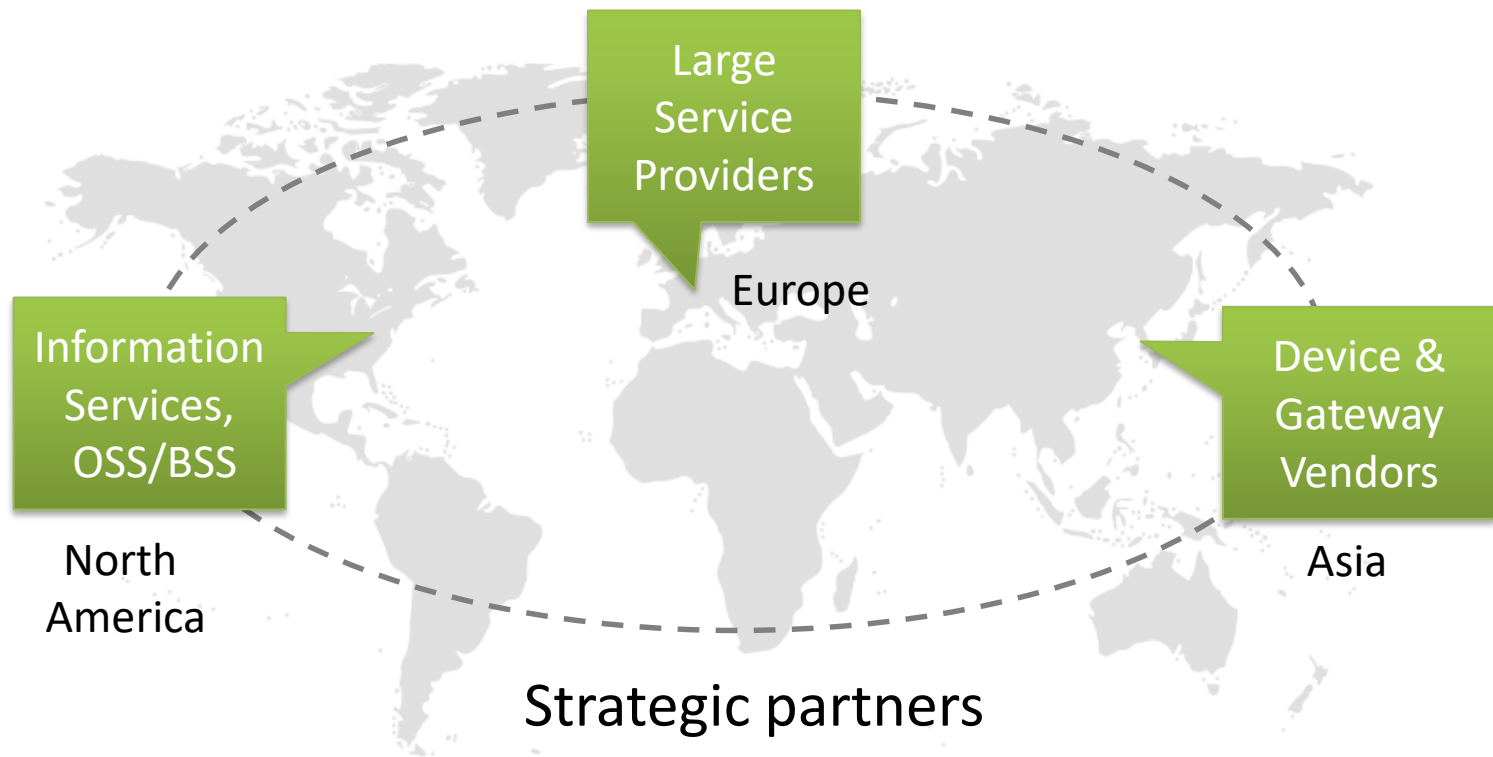 Large
Service
Providers
Europe
Information
Services,
OSS/BSS
North
America
Device &
Gateway
Vendors
Asia
Strategic partners